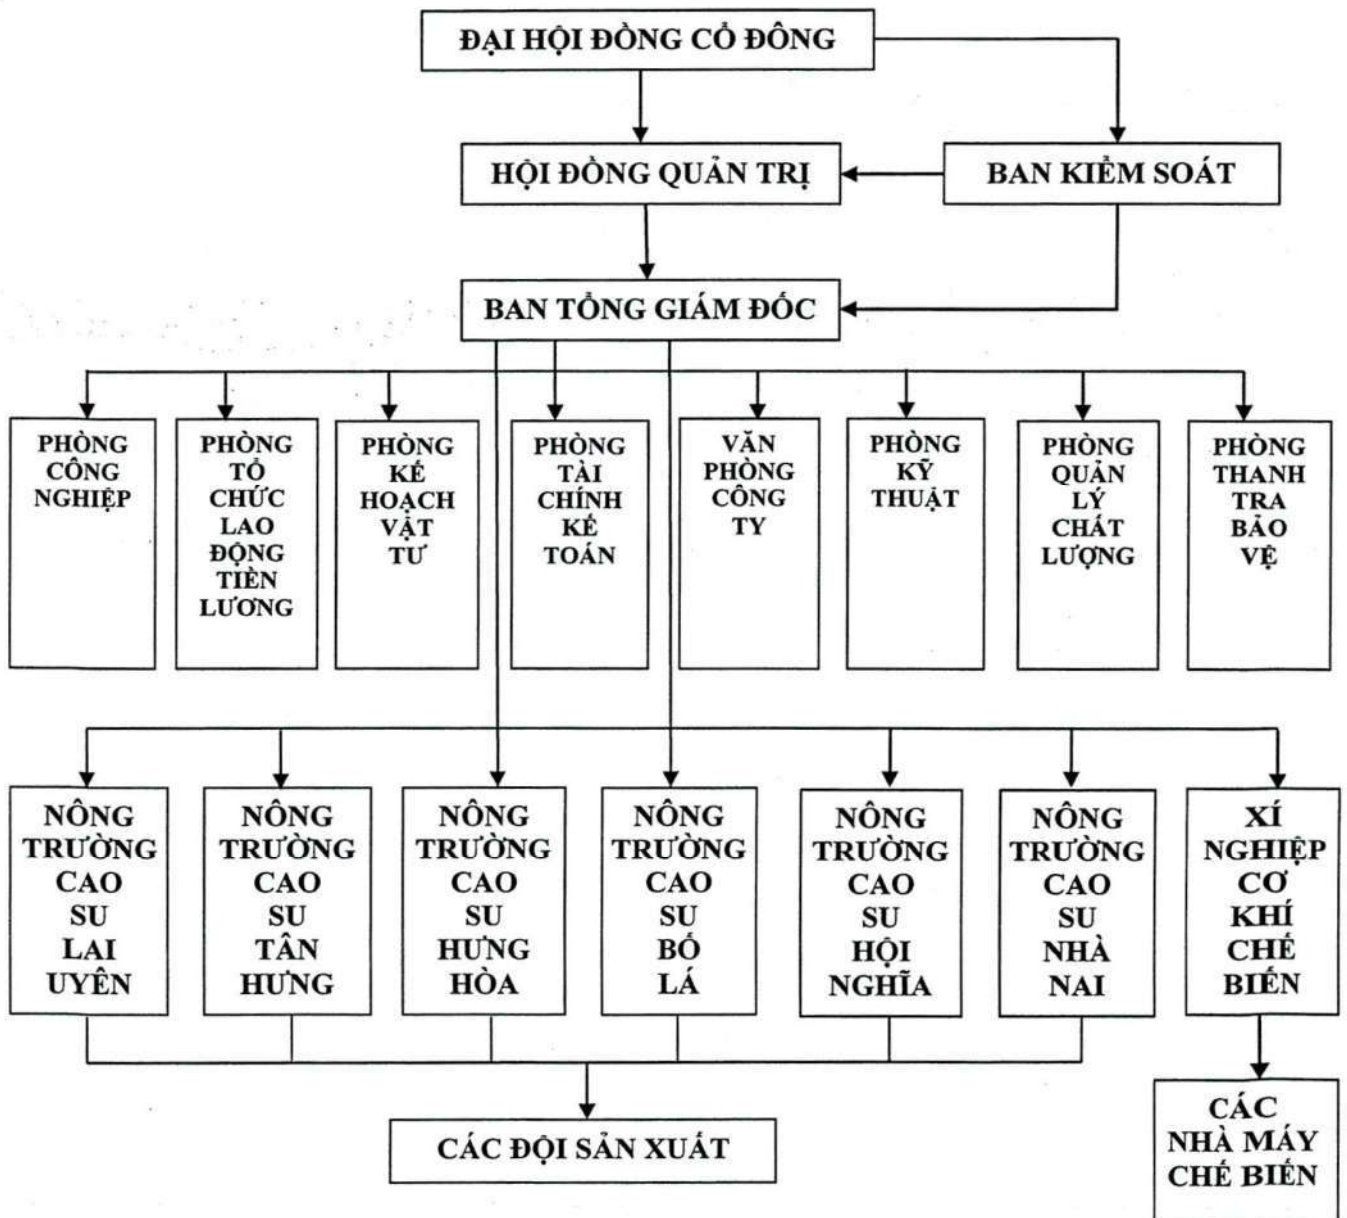 ĐẠI HỘI ĐỒNG CỔ ĐÔNG
HỘI ĐỒNG QUẢN TRỊ
BAN KIỂM SOÁT
BAN TỔNG GIÁM ĐỐC
PHÒNG
CÔNG
NGHIỆP
PHÒNG
TỔ
CHỨC
LAO
ĐỘNG
TIỀN
LƯƠNG
PHÒNG
KẾ
HOẠCH
VẬT
TƯ
PHÒNG
TÀI
CHÍNH
KẾ
TOÁN
VĂN
PHÒNG
CÔNG
TY
PHÒNG
KỸ
THUẬT
PHÒNG
QUẢN
LÝ
CHẤT
LƯỢNG
PHÒNG
THANH
TRA
BẢO
VỆ
NÔNG
TRƯỜNG
CAO
SU
LAI
UYÊN
NÔNG
TRƯỜNG
CAO
SU
TÂN
HƯNG
NÔNG
TRƯỜNG
CAO
SU
HƯNG
HÒA
NÔNG
TRƯỜNG
CAO
SU
BỐ
LÁ
NÔNG
TRƯỜNG
CAO
SU
HỘI
NGHĨA
NÔNG
TRƯỜNG
CAO
SU
NHÀ
NAI
XÍ
NGHIỆP
CƠ
KHÍ
CHẾ
BIẾN
CÁC ĐỘI SẢN XUẤT
CÁC
NHÀ MÁY
CHẾ BIẾN